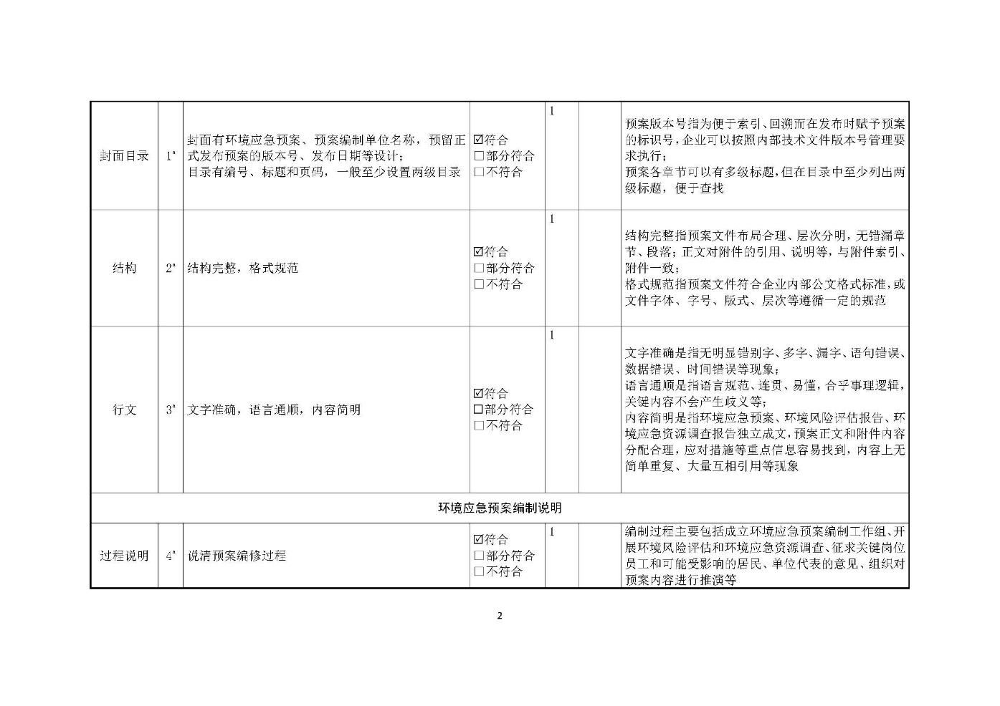 封面目录
1ª
封面有环境应急预案、预案编制单位名称，预留正
式发布预案的版本号、发布日期等设计；
目录有编号、标题和页码，一般至少设置两级目录
☑符合
□部分符合
□不符合
1
预案版本号指为便于索引、回溯而在发布时赋予预案
的标识号，企业可以按照内部技术文件版本号管理要
求执行；
预案各章节可以有多级标题，但在目录中至少列出两
级标题，便于查找
结构
2ª
结构完整，格式规范
☑符合
□部分符合
□不符合
1
结构完整指预案文件布局合理、层次分明，无错漏章
节、段落；正文对附件的引用、说明等，与附件索引、
附件一致；
格式规范指预案文件符合企业内部公文格式标准，或
文件字体、字号、版式、层次等遵循一定的规范
行文
3ª
文字准确，语言通顺，内容简明
☑符合
□部分符合
□不符合
1
文字准确是指无明显错别字、多字、漏字、语句错误、
数据错误、时间错误等现象；
语言通顺是指语言规范、连贯、易懂，合乎事理逻辑，
关键内容不会产生歧义等；
内容简明是指环境应急预案、环境风险评估报告、环
境应急资源调查报告独立成文，预案正文和附件内容
分配合理，应对措施等重点信息容易找到，内容上无
简单重复、大量互相引用等现象
环境应急预案编制说明
过程说明
4ª
说清预案编修过程
☑符合
□部分符合
□不符合
1
编制过程主要包括成立环境应急预案编制工作组、开
展环境风险评估和环境应急资源调查、征求关键岗位
员工和可能受影响的居民、单位代表的意见、组织对
预案内容进行推演等
2